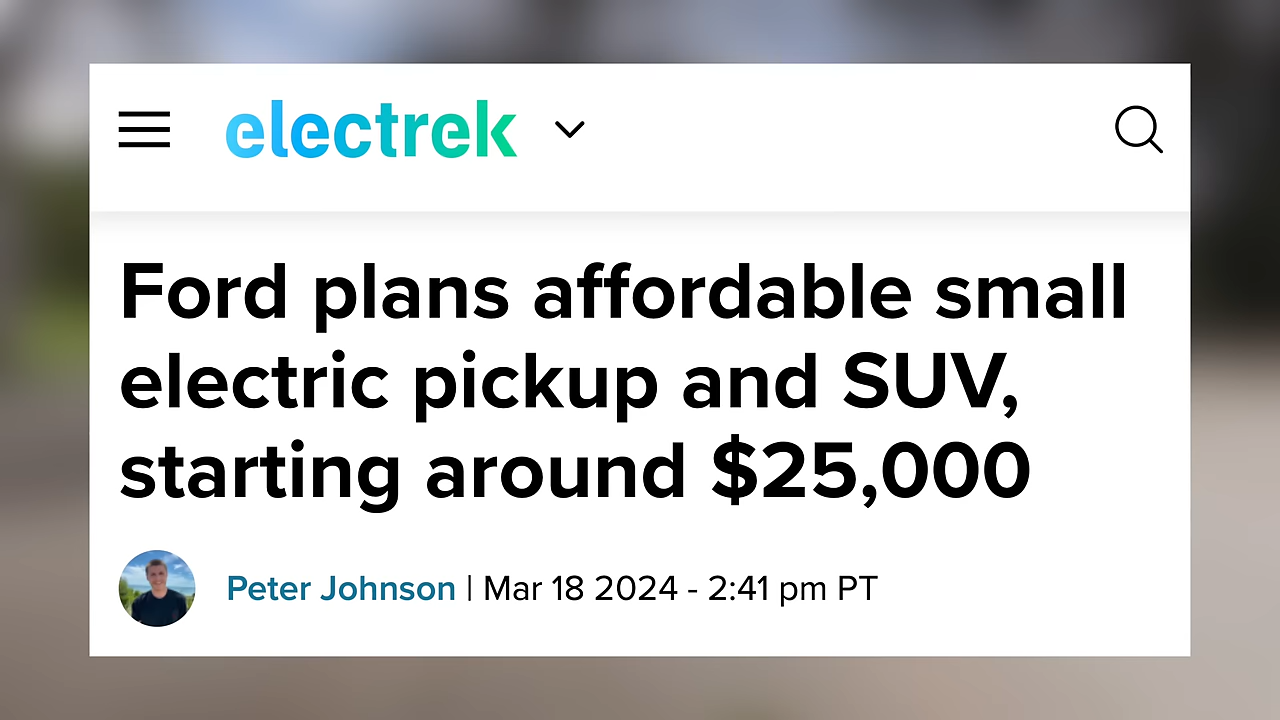 electrek
Ford plans affordable small
electric pickup and SUV,
starting around $25,000
Peter Johnson | Mar 18 2024 - 2:41 pm PT